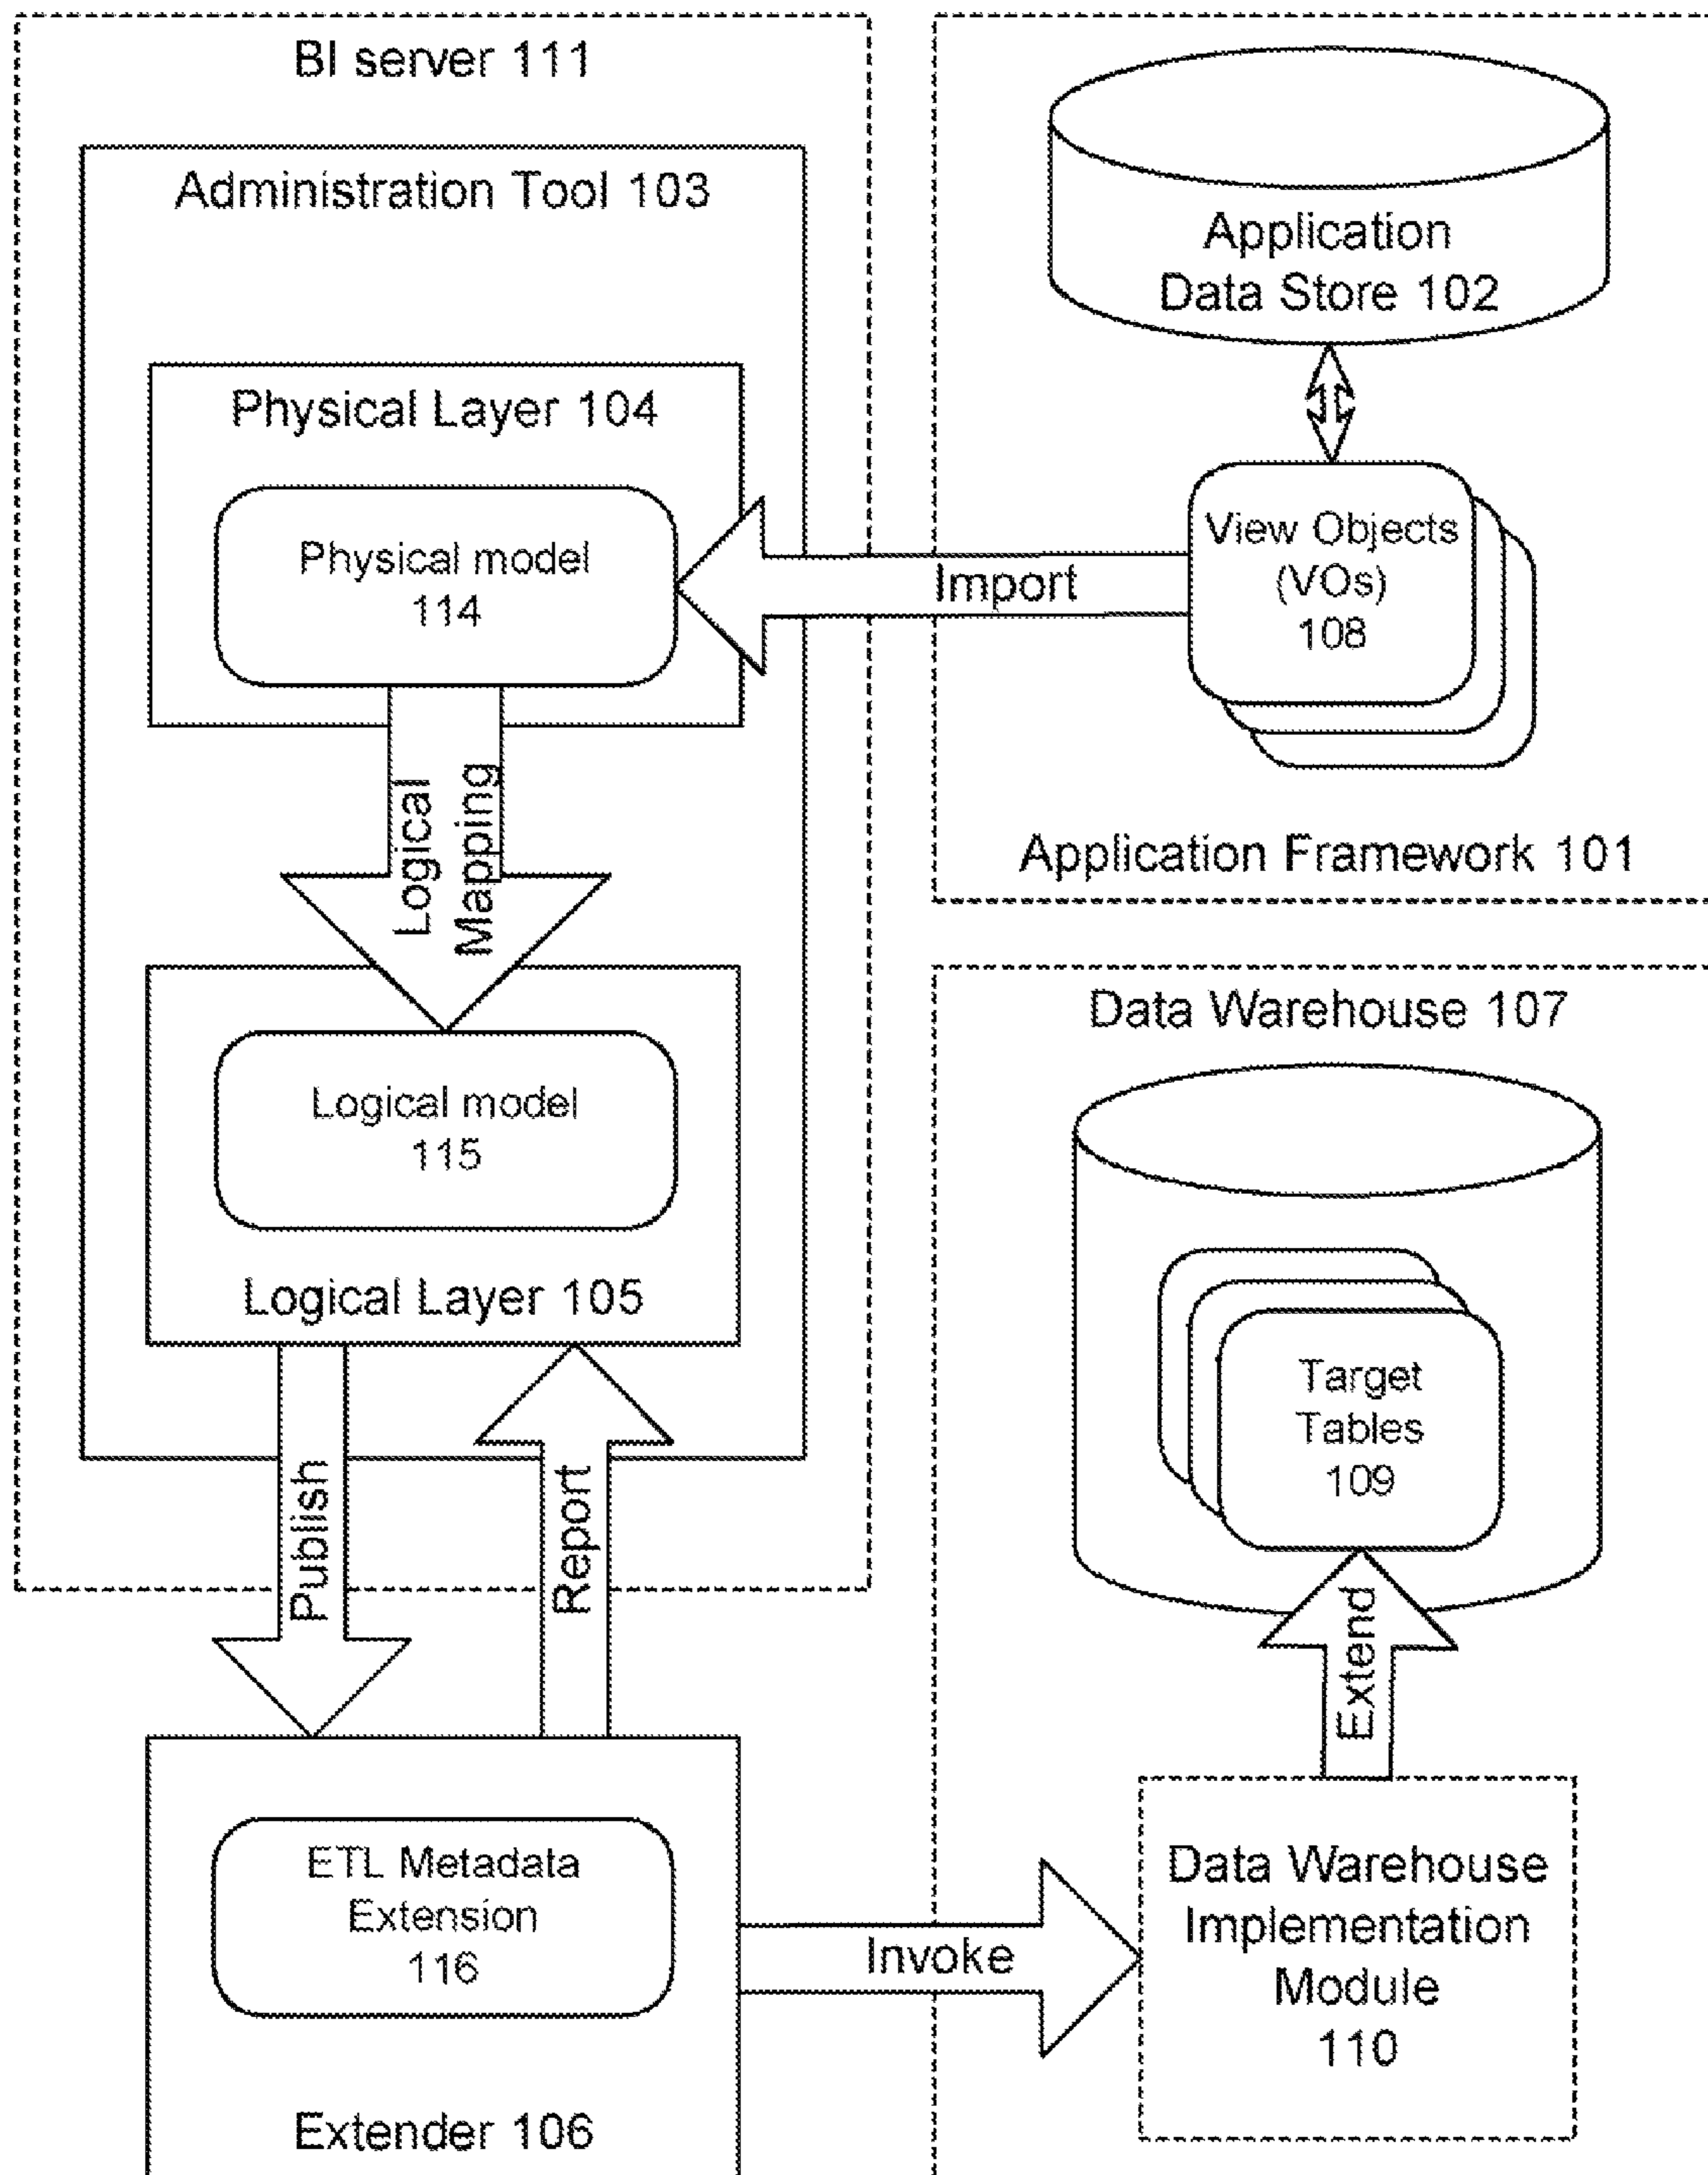 BI server 111
Administration Tool 103
Physical Layer 104
Physical model
114
Logical
Mapping
Logical model
115
Logical Layer 105
Publish
Report
ETL Metadata
Extension
116
Extender 106
Application
Data Store 102
View Objects
(VOs)
108
Import
Application Framework 101
Data Warehouse 107
Target
Tables
109
Extend
Invoke
Data Warehouse
Implementation
Module
110